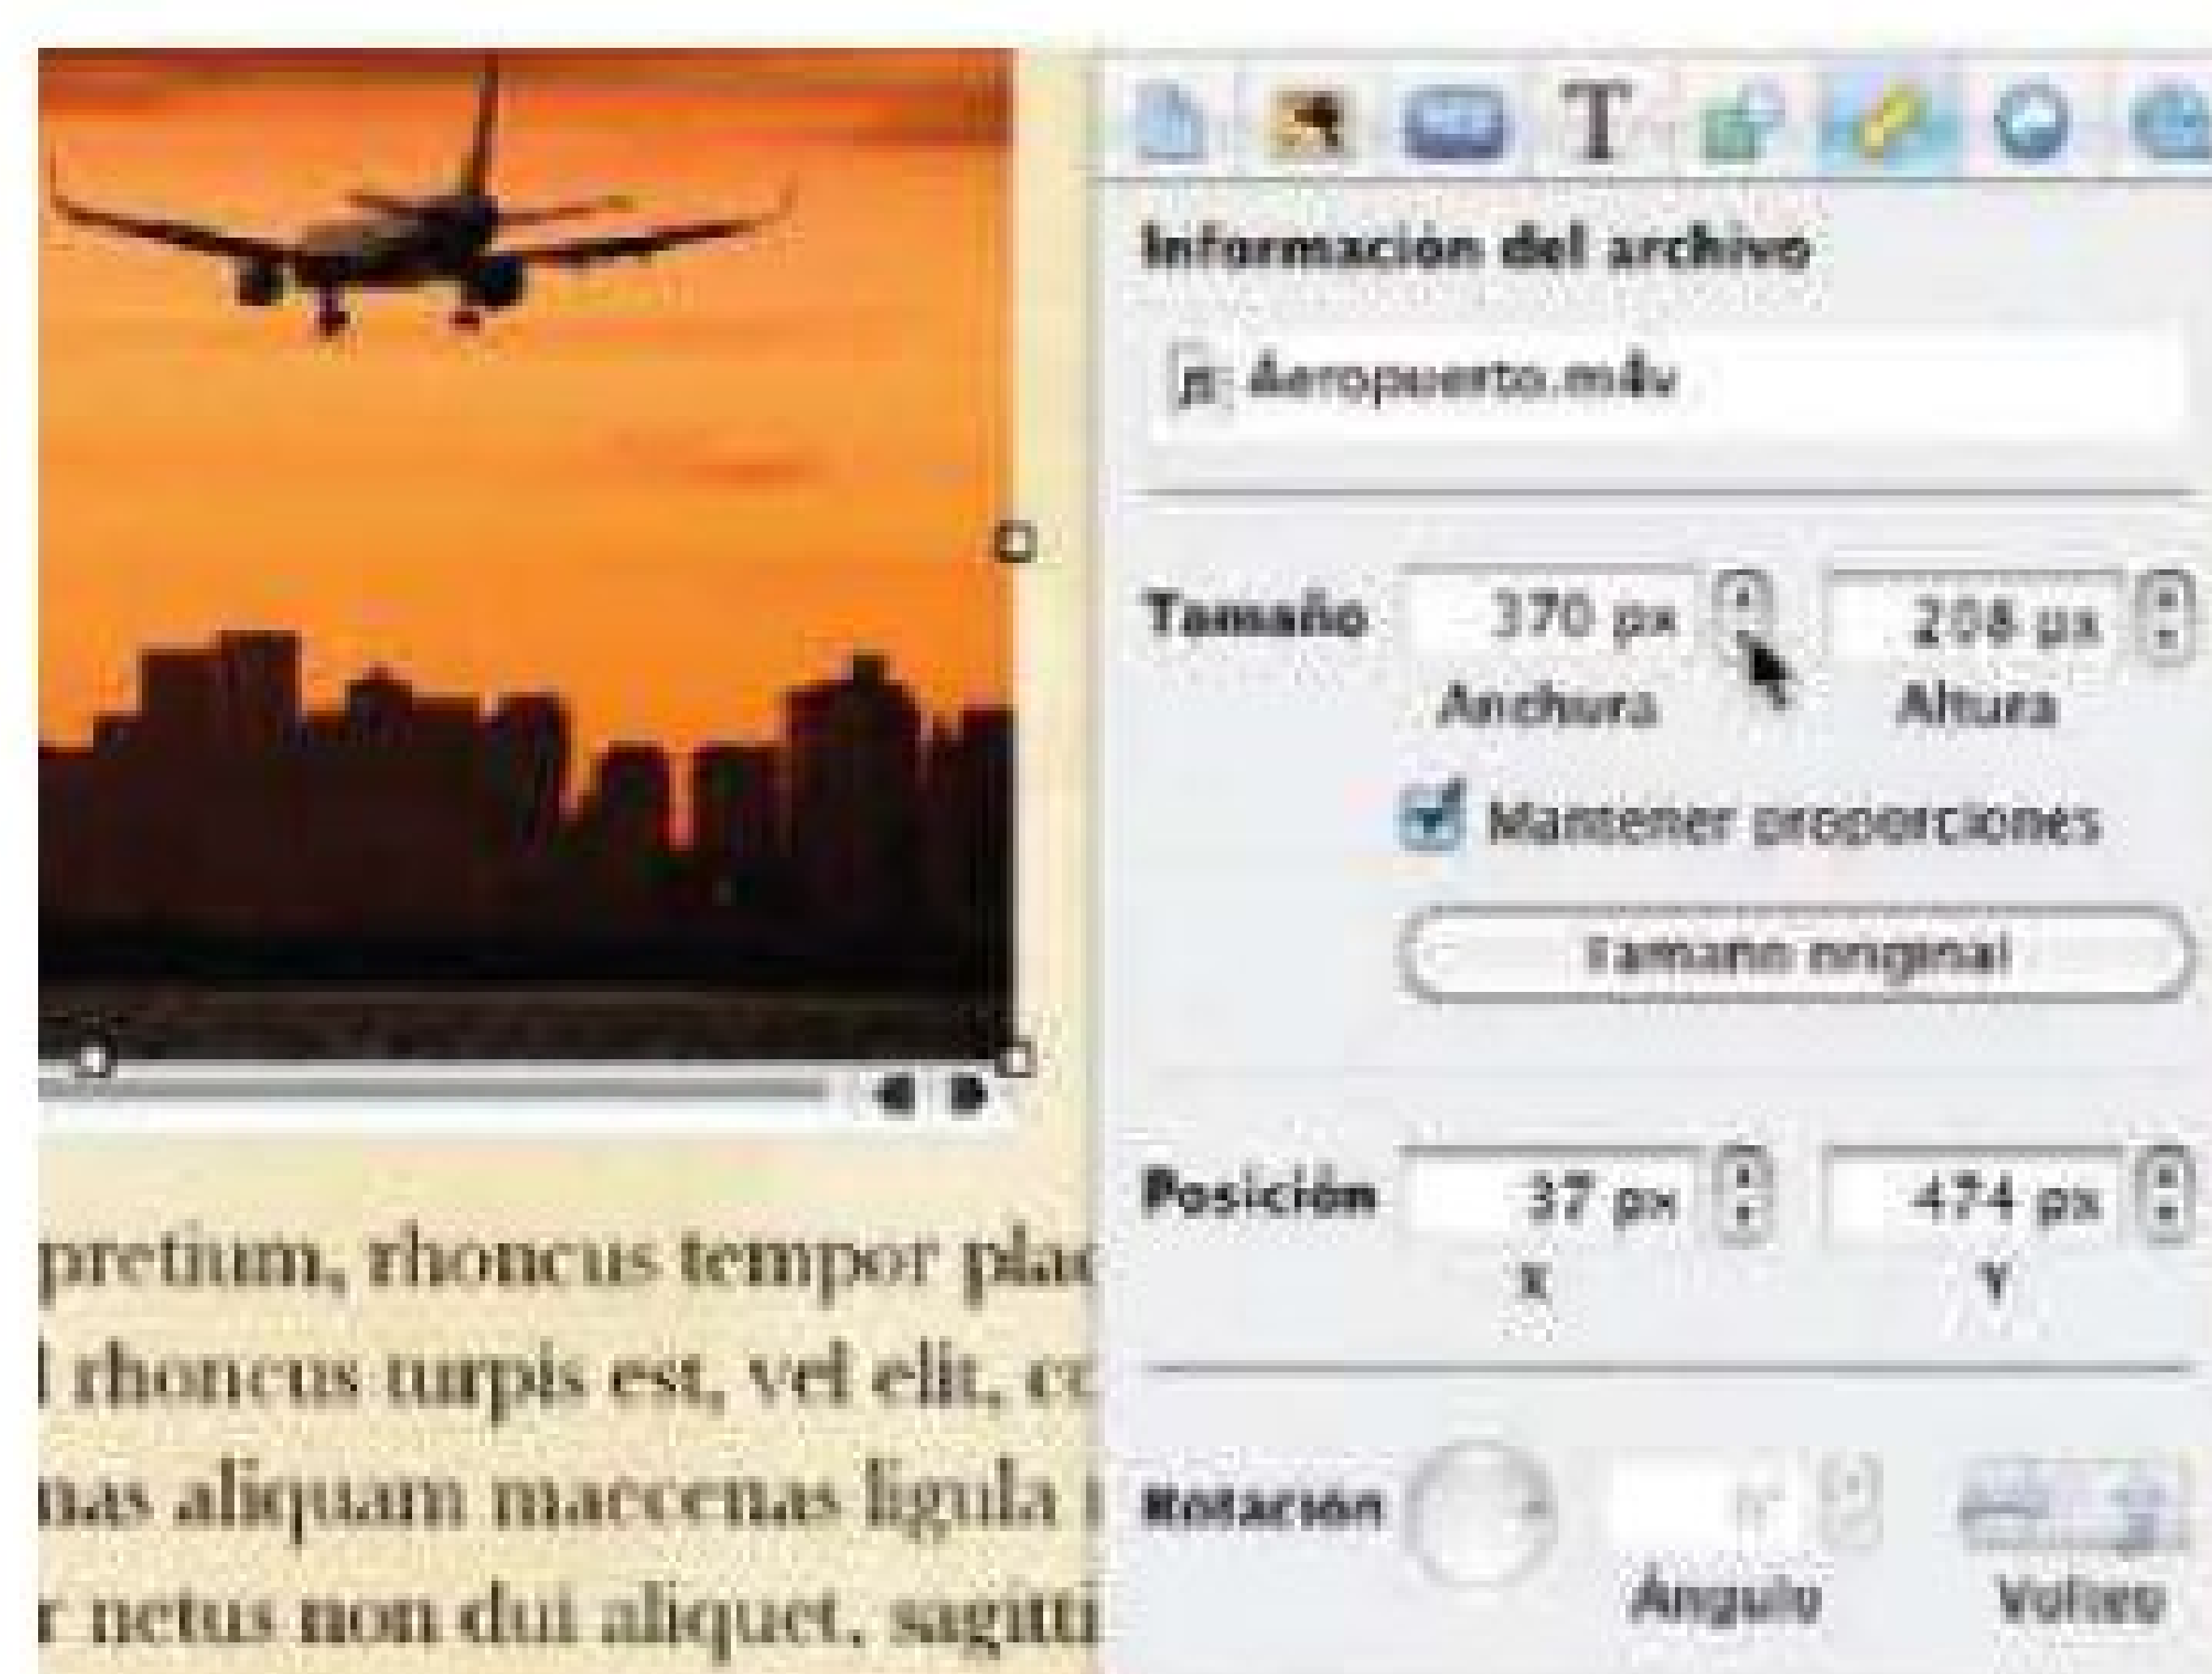 T
Información del archivo
Aeropuerto.m4v
Tamaño 370 px 208 px
Anchura Altura
Mantener proporciones
Tamaño original
Posición 37 px 474 px
X Y
Rotación
Ángulo Volteo
pretium, rhoncus tempor plac
rhoncus turpis est, vel elit, co
nas aliquam maecenas ligula
r netus non dui aliquet, sagitti